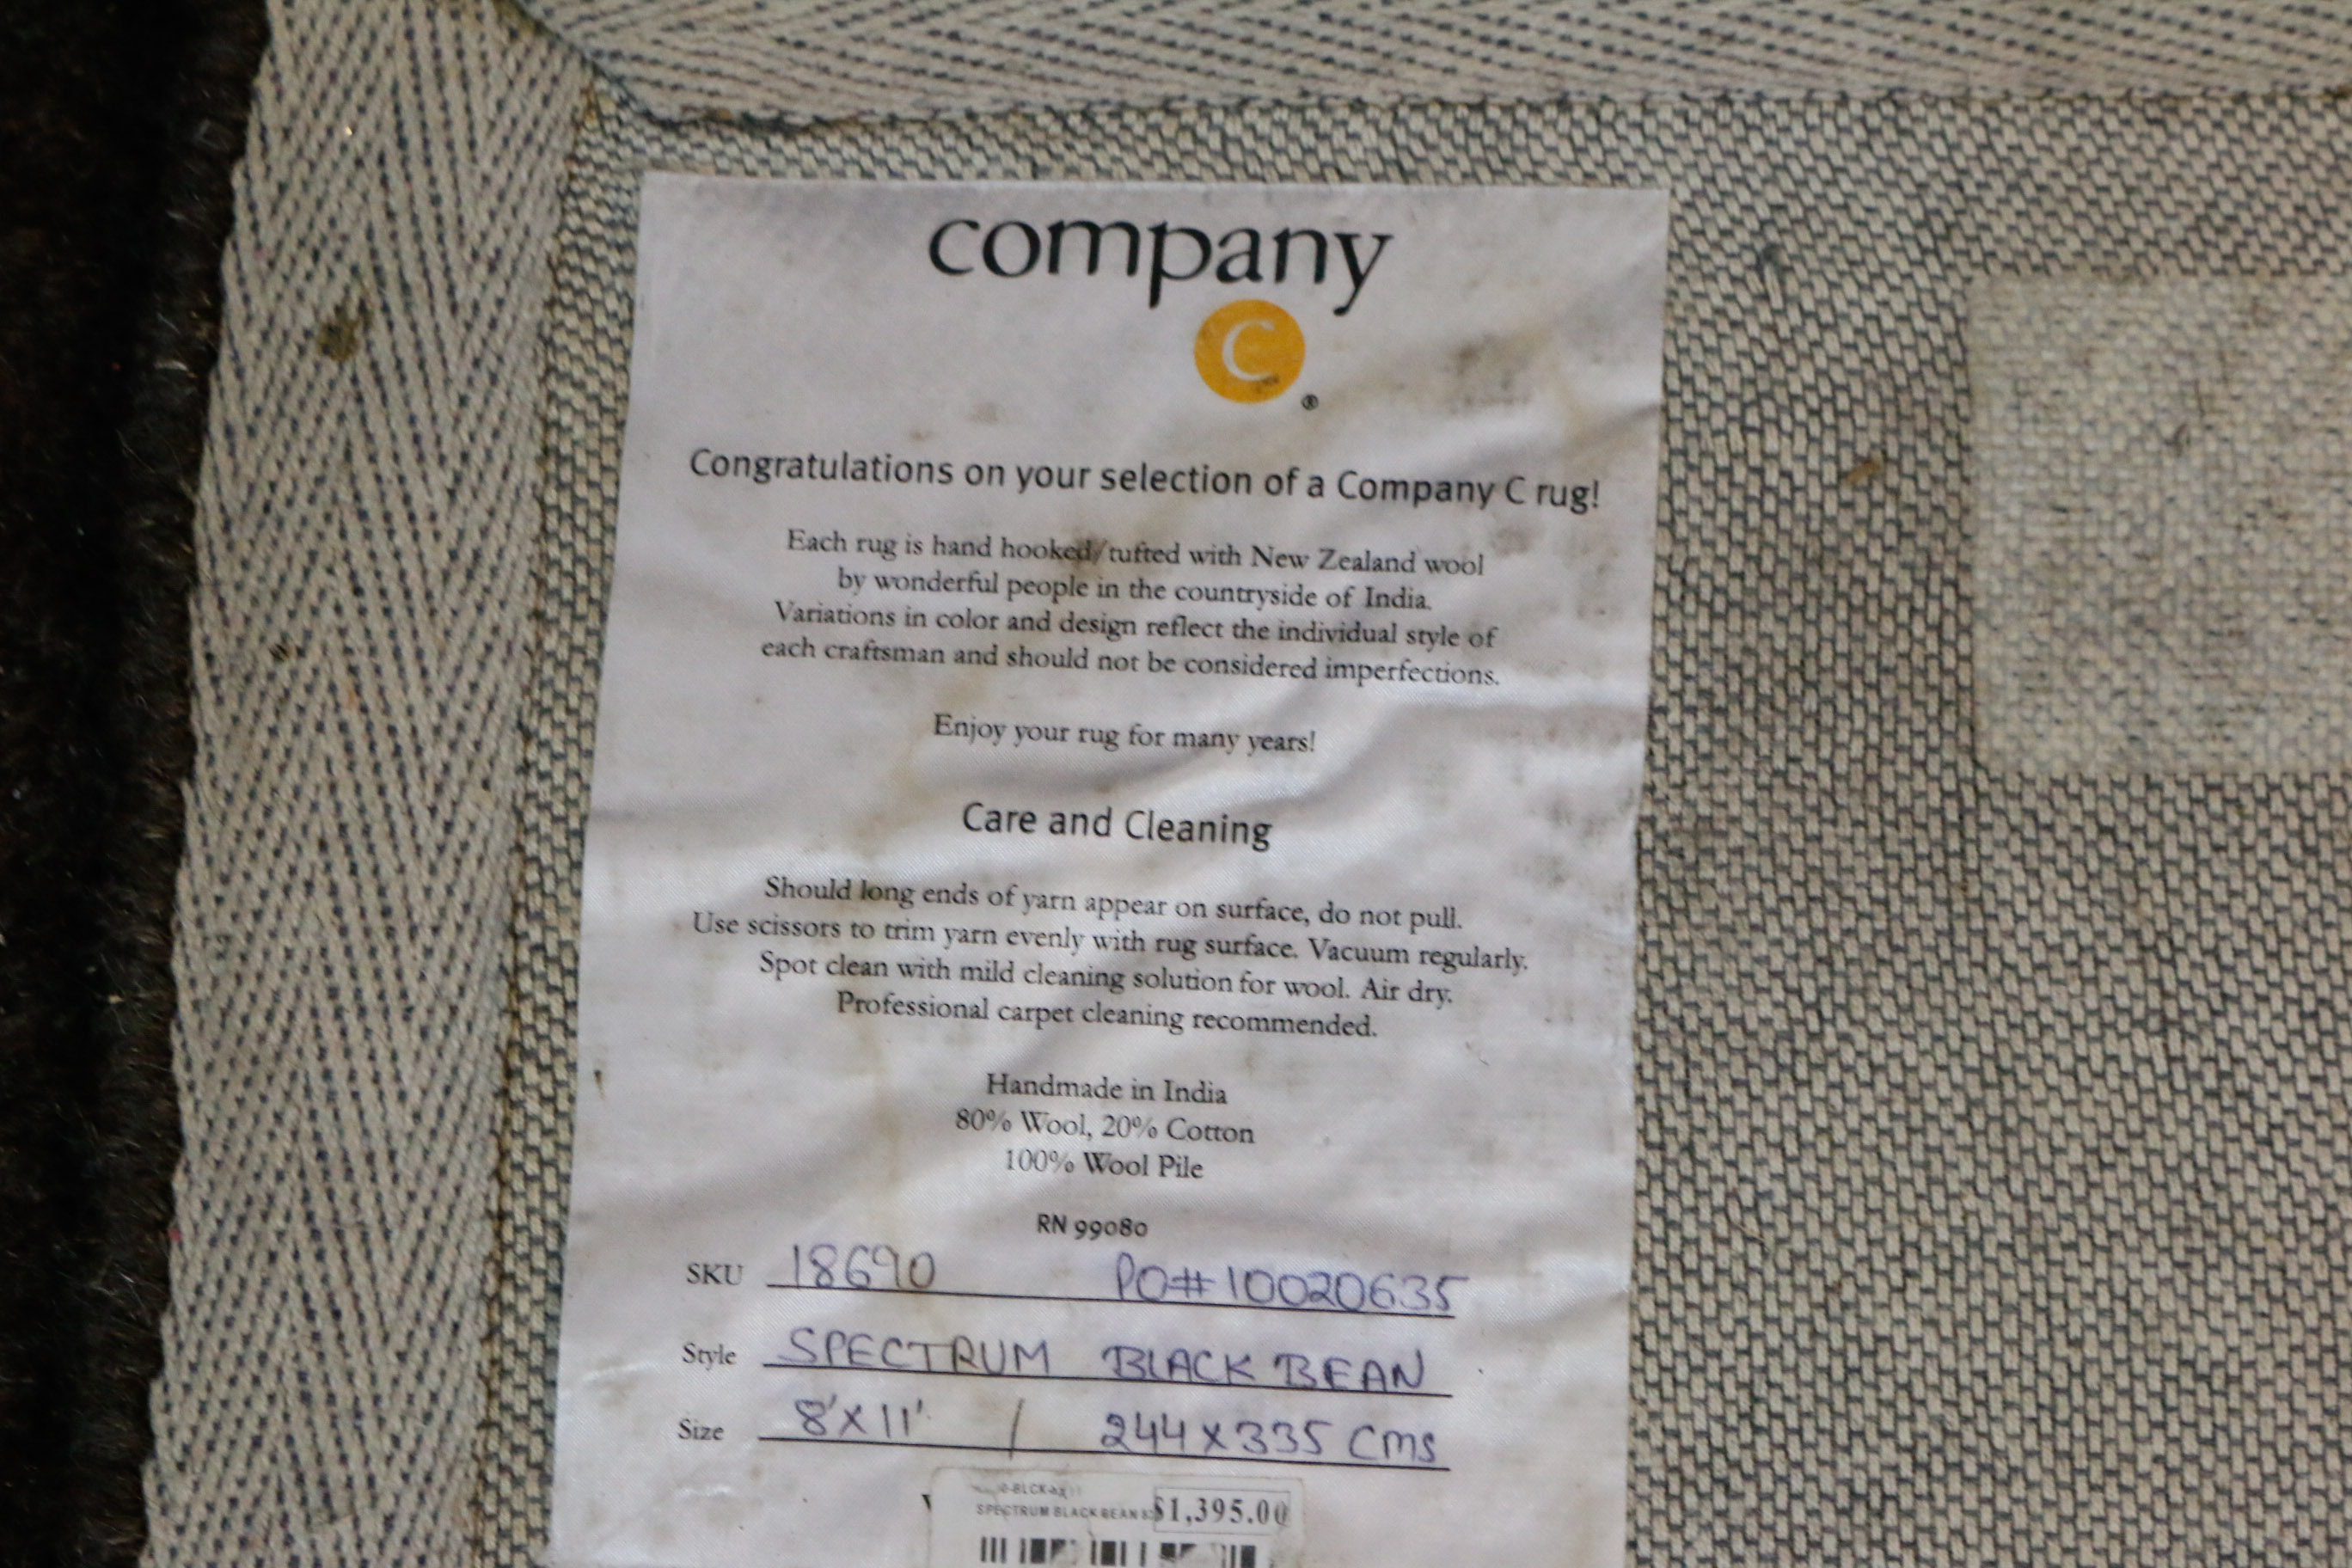 company
C
®
Congratulations on your selection of a Company C rug!
Each rug is hand hooked/tufted with New Zealand wool
by wonderful people in the countryside of India.
Variations in color and design reflect the individual style of
each craftsman and should not be considered imperfections.
Enjoy your rug for many years!
Care and Cleaning
Should long ends of yarn appear on surface, do not pull.
Use scissors to trim yarn evenly with rug surface. Vacuum regularly.
Spot clean with mild cleaning solution for wool. Air dry.
Professional carpet cleaning recommended.
Handmade in India
80% Wool, 20% Cotton
100% Wool Pile
RN 99080
SKU 18690 PO#10020635
Style SPECTRUM BLACK BEAN
Size 8'X11' / 244x335 cms
SPECTRUM BLACK BEAN $1,395.00